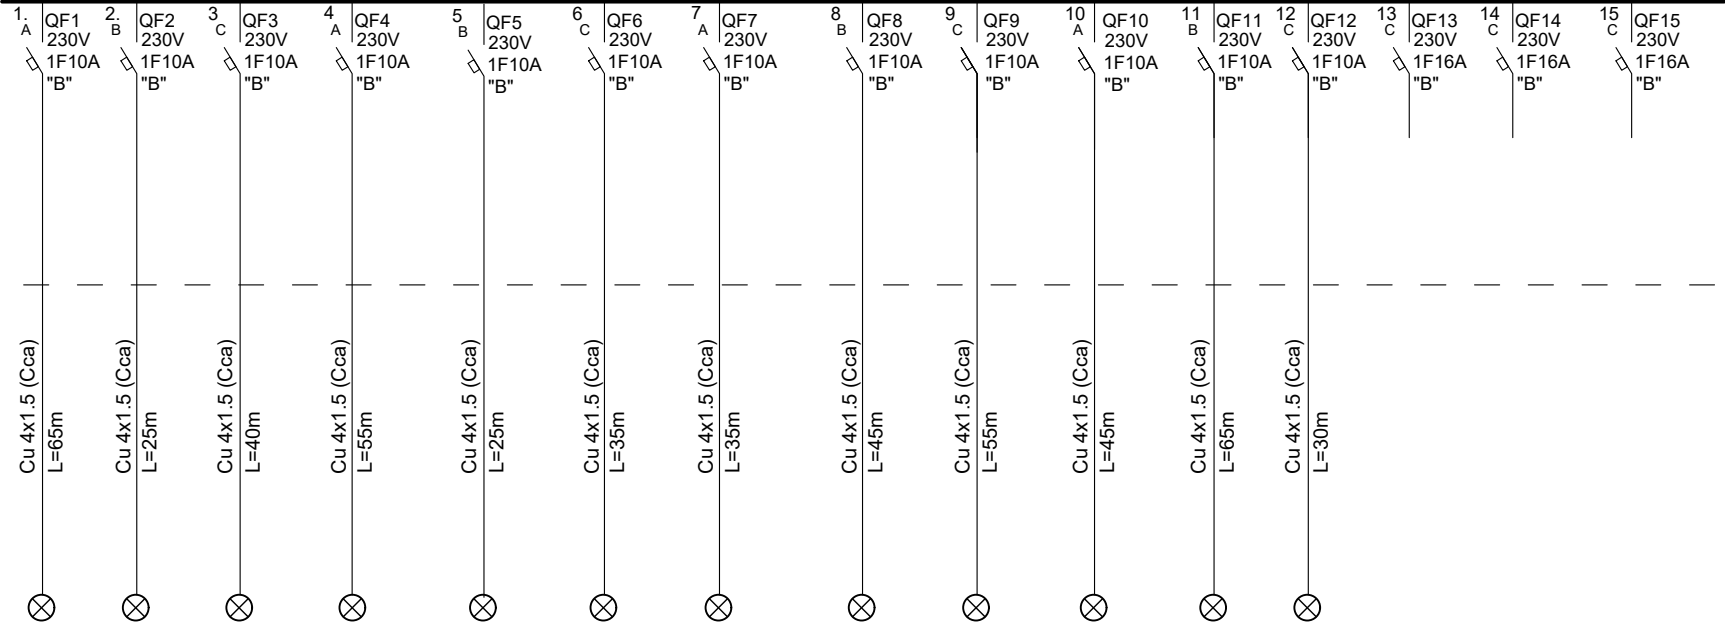 1.
A
QF1
230V
1F10A
"B"
Cu 4x1.5 (Cca)
L=65m
2.
B
QF2
230V
1F10A
"B"
Cu 4x1.5 (Cca)
L=25m
3
C
QF3
230V
1F10A
"B"
Cu 4x1.5 (Cca)
L=40m
4
A
QF4
230V
1F10A
"B"
Cu 4x1.5 (Cca)
L=55m
5
B
QF5
230V
1F10A
"B"
Cu 4x1.5 (Cca)
L=25m
6
C
QF6
230V
1F10A
"B"
Cu 4x1.5 (Cca)
L=35m
7
A
QF7
230V
1F10A
"B"
Cu 4x1.5 (Cca)
L=35m
8
B
QF8
230V
1F10A
"B"
Cu 4x1.5 (Cca)
L=45m
9
C
QF9
230V
1F10A
"B"
Cu 4x1.5 (Cca)
L=55m
10
A
QF10
230V
1F10A
"B"
Cu 4x1.5 (Cca)
L=45m
11
B
QF11
230V
1F10A
"B"
Cu 4x1.5 (Cca)
L=65m
12
C
QF12
230V
1F10A
"B"
Cu 4x1.5 (Cca)
L=30m
13
C
QF13
230V
1F16A
"B"
14
C
QF14
230V
1F16A
"B"
15
C
QF15
230V
1F16A
"B"